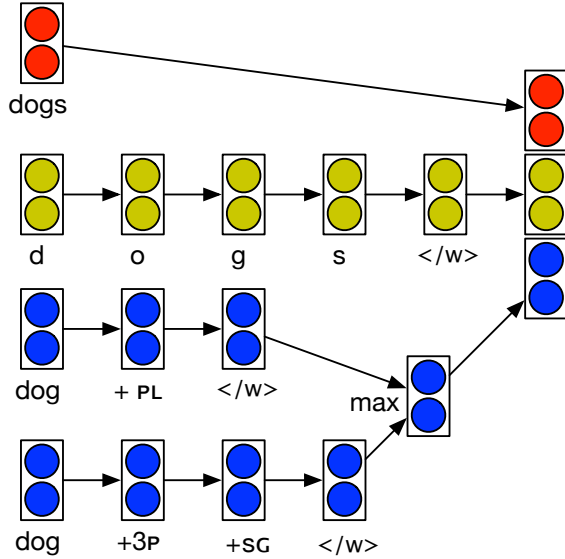 dogs
d o g s </w>
dog + PL </w>
max
dog +3P +SG </w>